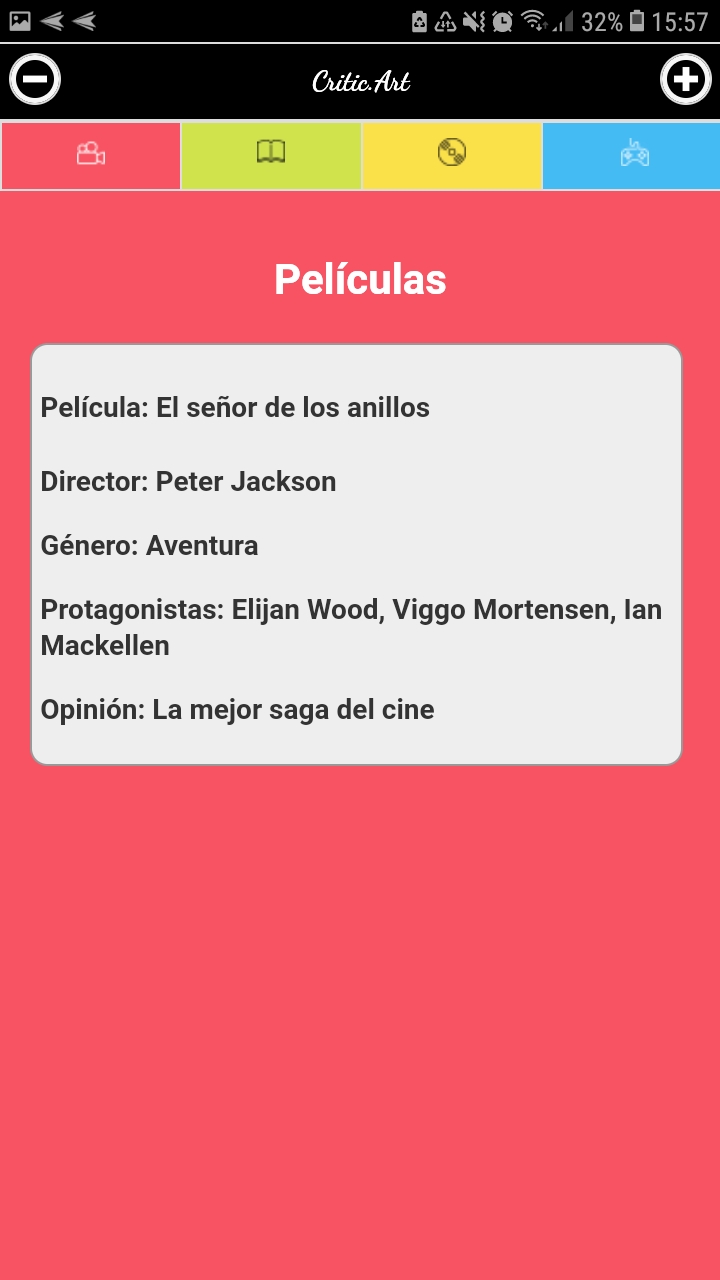 32% 15:57
Critic.Art
Películas
Película: El señor de los anillos
Director: Peter Jackson
Género: Aventura
Protagonistas: Elijan Wood, Viggo Mortensen, Ian
Mackellen
Opinión: La mejor saga del cine